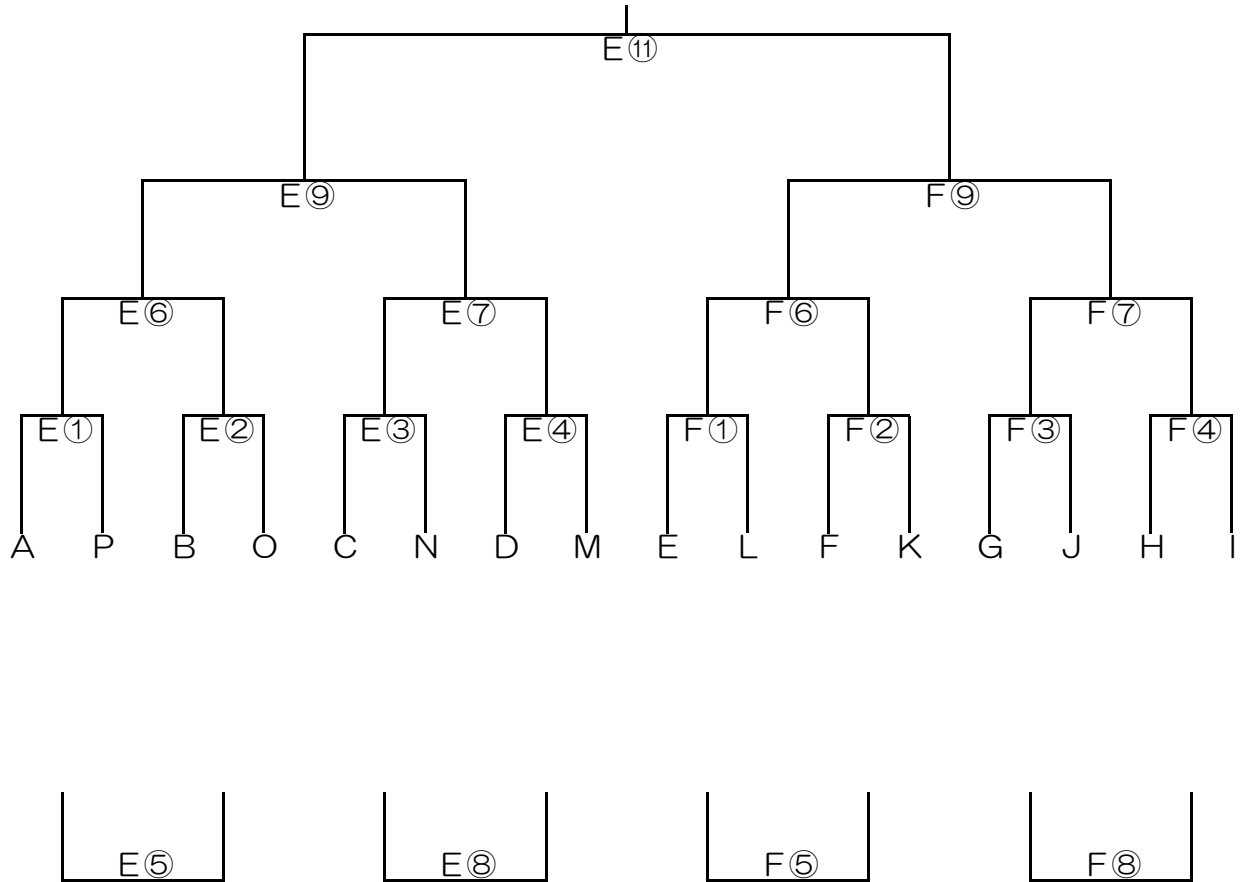 E⑪
E⑨ F⑨
E⑥ E⑦ F⑥ F⑦
E① E② E③ E④ F① F② F③ F④
A P B O C N D M E L F K G J H I
E⑤ E⑧ F⑤ F⑧